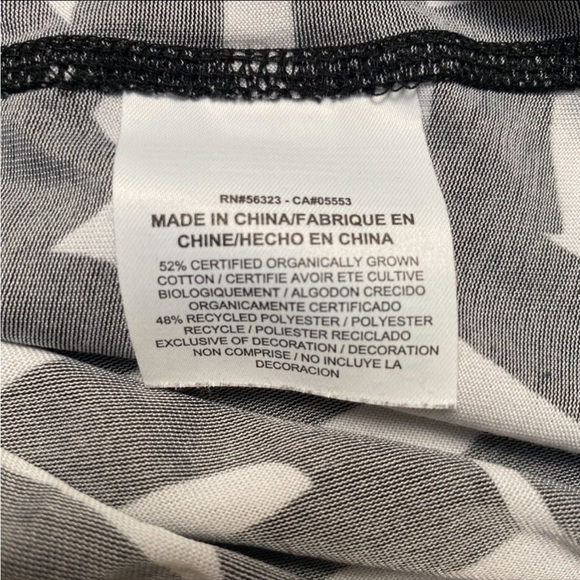 RN#56323 - CA#05553
MADE IN CHINA/FABRIQUE EN
CHINE/HECHO EN CHINA
52% CERTIFIED ORGANICALLY GROWN
COTTON / CERTIFIE AVOIR ETE CULTIVE
BIOLOGIQUEMENT / ALGODON CRECIDO
ORGANICAMENTE CERTIFICADO
48% RECYCLED POLYESTER / POLYESTER
RECYCLE / POLIESTER RECICLADO
EXCLUSIVE OF DECORATION / DECORATION
NON COMPRISE / NO INCLUYE LA
DECORACION